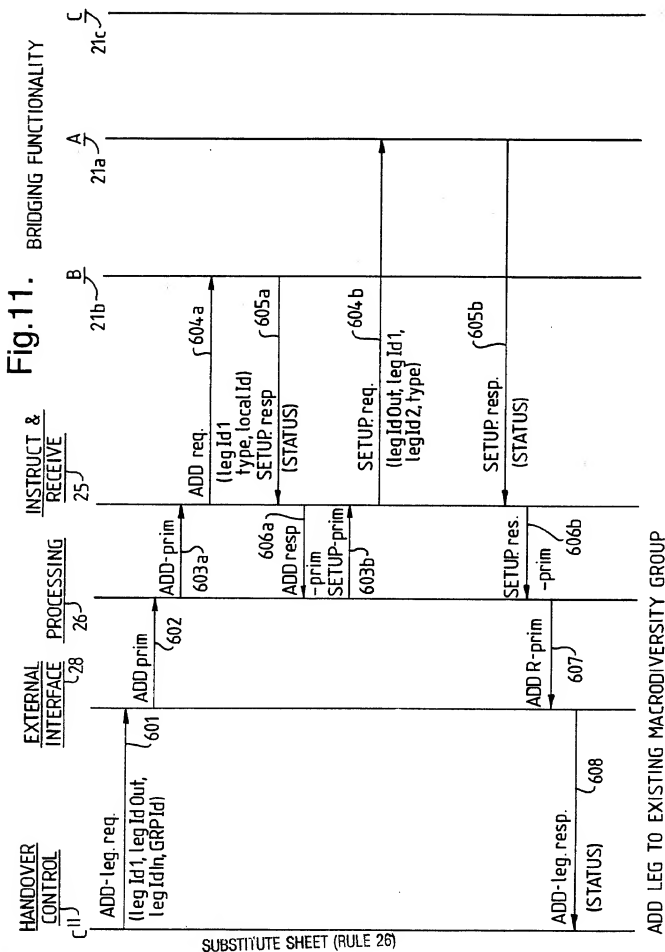 Fig.11.
BRIDGING FUNCTIONALITY
HANDOVER
CONTROL
11
EXTERNAL
INTERFACE
28
PROCESSING
26
INSTRUCT &
RECEIVE
25
B
21b
A
21a
C
21c
ADD-leg. req.
(leg Id1, leg Id Out,
leg IdIn, GRPId)
601
ADD prim
602
ADD-prim
603a
ADD req.
604a
(leg Id1
type, local Id)
SETUP. resp
(STATUS)
605a
606a
ADD resp
-prim
SETUP-prim
603b
SETUP. req.
604b
(leg Id Out, leg Id 1,
leg Id 2, type)
SETUP. resp.
605b
(STATUS)
SETUP. res.
-prim
606b
ADD R-prim
607
ADD-leg. resp.
608
(STATUS)
ADD LEG TO EXISTING MACRODIVERSITY GROUP
SUBSTITUTE SHEET (RULE 26)